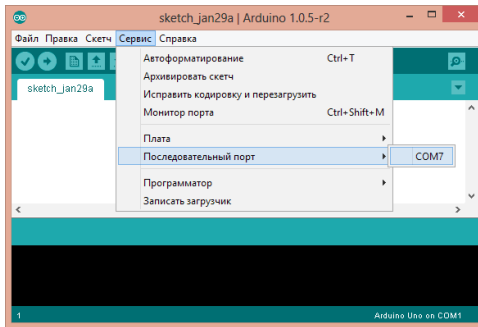 sketch_jan29a | Arduino 1.0.5-r2
Файл Правка Скетч Сервис Справка
sketch_jan29a
Автоформатирование Ctrl+T
Архивировать скетч
Исправить кодировку и перезагрузить
Монитор порта Ctrl+Shift+M
Плата
Последовательный порт COM7
Программатор
Записать загрузчик
1 Arduino Uno on COM1